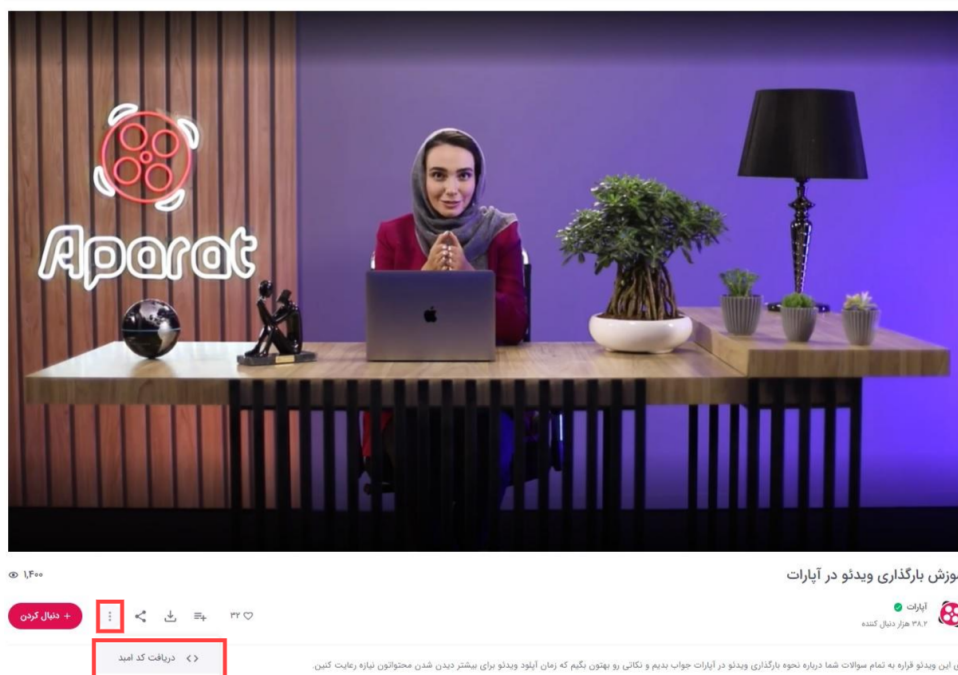 Aparat
آموزش بارگذاری ویدئو در آپارات
۱,۴۰۰
آپارات
۳۸.۲ هزار دنبال کننده
۳۲
+ دنبال کردن
دریافت کد امبد
ی این ویدئو قراره به تمام سوالات شما درباره نحوه بارگذاری ویدئو در آپارات جواب بدیم و نکاتی رو بهتون بگیم که زمان آپلود ویدئو برای بیشتر دیدن شدن محتواتون نیازه رعایت کنین.